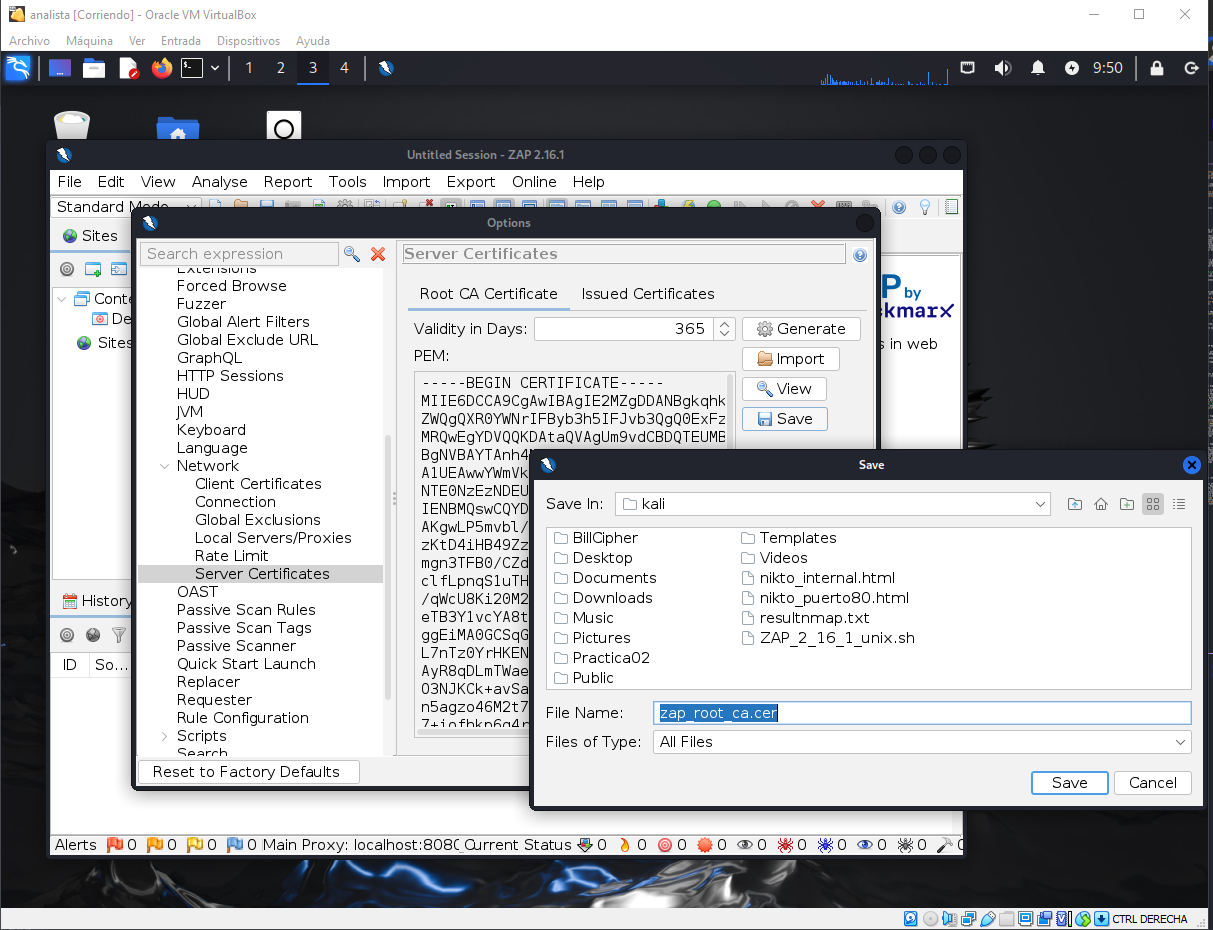 analista [Corriendo] - Oracle VM VirtualBox
Archivo Máquina Ver Entrada Dispositivos Ayuda
1 2 3 4 9:50
Untitled Session - ZAP 2.16.1
File Edit View Analyse Report Tools Import Export Online Help
Standard Mode
Sites
Options
Search expression
Server Certificates
Extensions
Forced Browse
Fuzzer
Global Alert Filters
Global Exclude URL
GraphQL
HTTP Sessions
HUD
JVM
Keyboard
Language
Network
Client Certificates
Connection
Global Exclusions
Local Servers/Proxies
Rate Limit
Server Certificates
OAST
Passive Scan Rules
Passive Scan Tags
Passive Scanner
Quick Start Launch
Replacer
Requester
Rule Configuration
Scripts
Search
Reset to Factory Defaults
Root CA Certificate Issued Certificates
Validity in Days: 365 Generate
PEM:
Import
View
Save
-----BEGIN CERTIFICATE-----
MIIE6DCCA9CgAwIBAgIE2MZgDDANBgkqhk
ZWQgQXR0YWNrIFByb3h5IFJvb3QgQ0ExFz
MRQwEgYDVQQKDAtaQVAgUm9vdCBDQTEUMB
BgNVBAYTAnh4
A1UEAwwYWmVk
NTE0NzEzNDEU
IENBMQswCQYD
AKgwLP5mvbl/
zKtD4iHB49Zz
mgn3TFB0/CZd
clfLpnqS1uTH
/qWcU8Ki20M2
eTB3Y1vcYA8t
ggEiMA0GCSqG
L7nTz0YrHKEN
AyR8qDLmTWae
O3NJKCk+avSa
n5agzo46M2t7
Conte
De
Sites
P by
ckmarx
s in web
History
ID So...
Save
Save In: kali
BillCipher
Desktop
Documents
Downloads
Music
Pictures
Practica02
Public
Templates
Videos
nikto_internal.html
nikto_puerto80.html
resultnmap.txt
ZAP_2_16_1_unix.sh
File Name: zap_root_ca.cer
Files of Type: All Files
Save Cancel
Alerts 0 0 0 0 Main Proxy: localhost:8080 Current Status 0 0 0 0 0 0 0 0 0 0
CTRL DERECHA